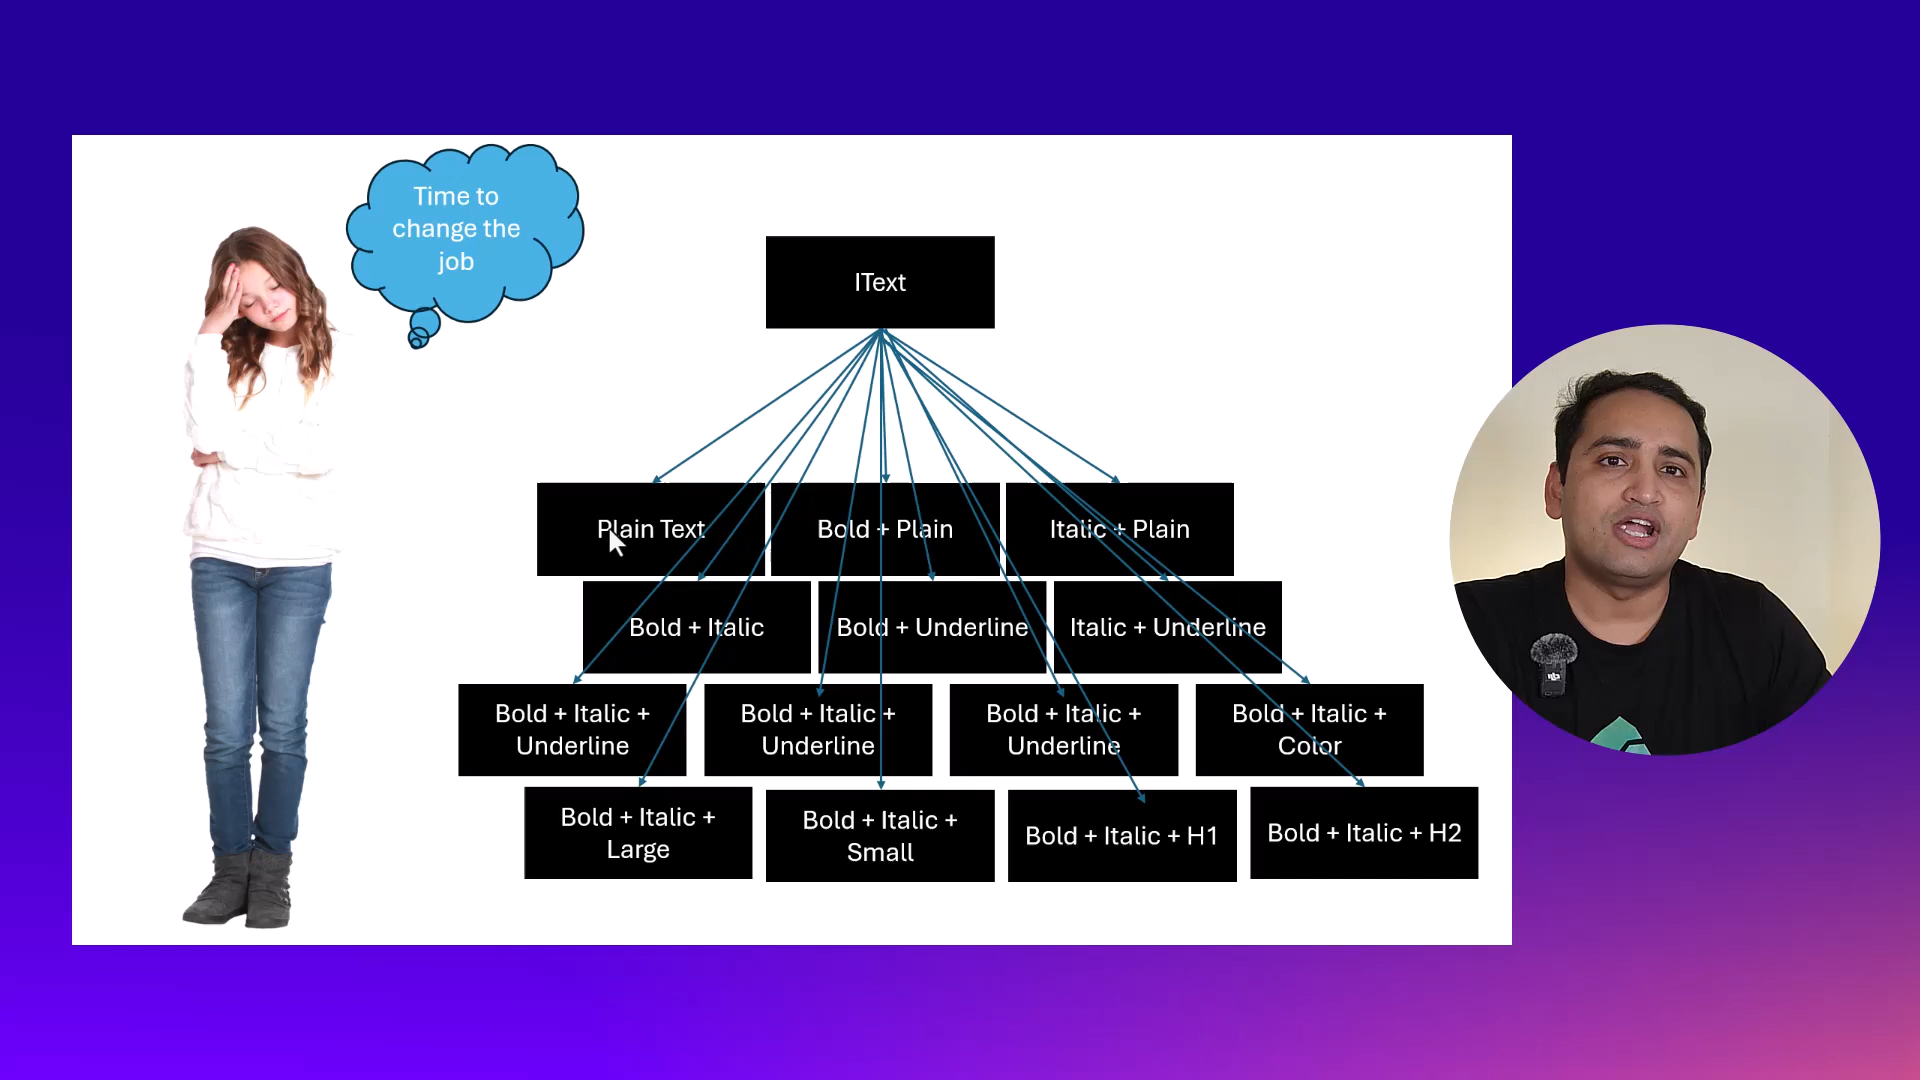 Time to
change the
job
IText
Plain Text
Bold + Plain
Italic + Plain
Bold + Italic
Bold + Underline
Italic + Underline
Bold + Italic +
Underline
Bold + Italic +
Underline
Bold + Italic +
Underline
Bold + Italic +
Color
Bold + Italic +
Large
Bold + Italic +
Small
Bold + Italic + H1
Bold + Italic + H2